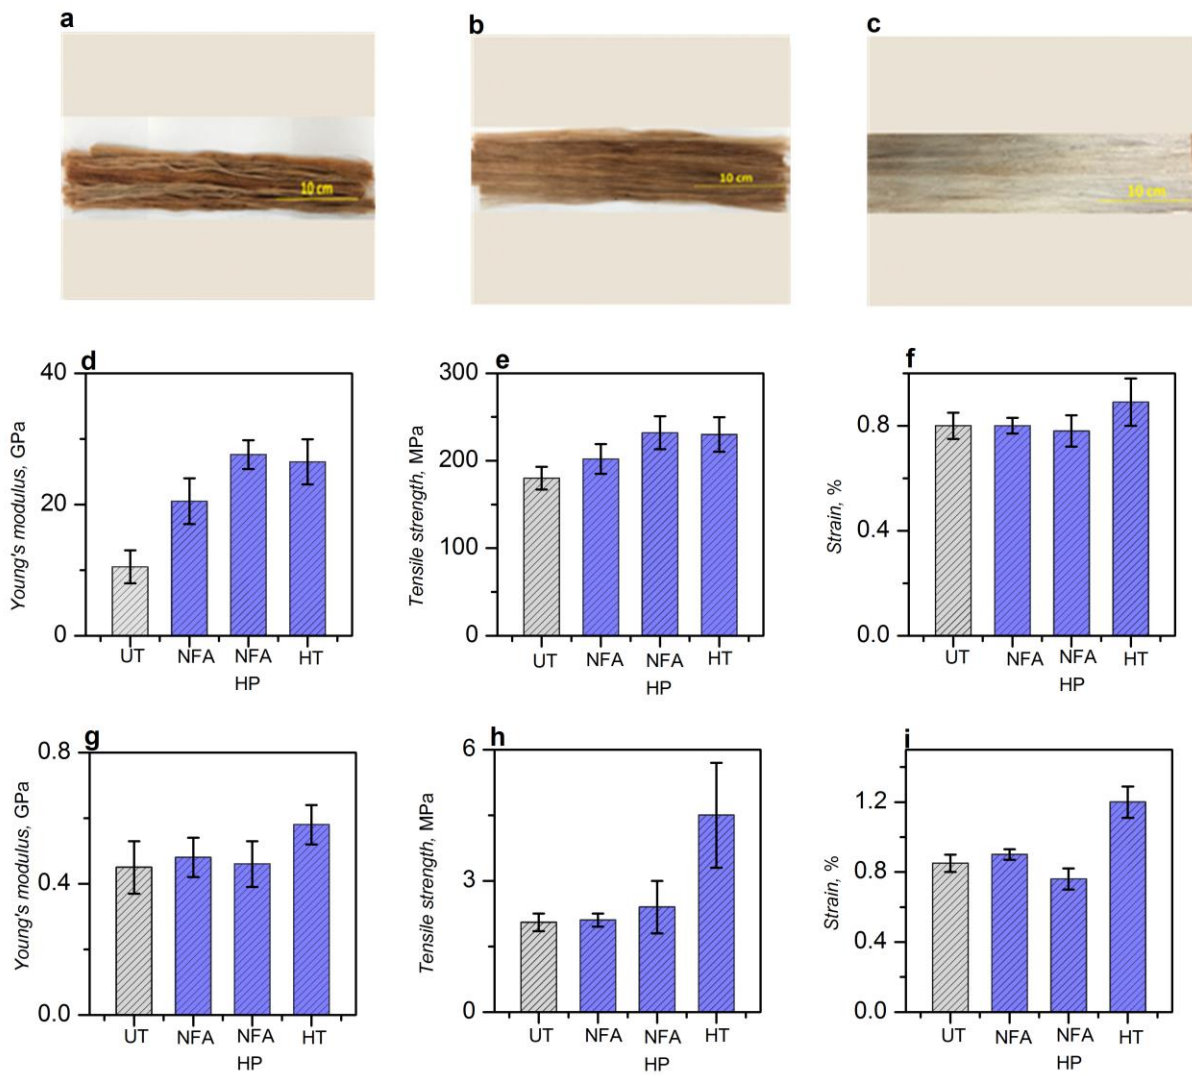 a
b
c
10 cm
10 cm
10 cm
d
40
20
0
Young's modulus, GPa
UT NFA NFA HT
HP
e
300
200
100
0
Tensile strength, MPa
UT NFA NFA HT
HP
f
0.8
0.4
0.0
Strain, %
UT NFA NFA HT
HP
g
0.8
0.4
0.0
Young's modulus, GPa
UT NFA NFA HT
HP
h
6
3
0
Tensile strength, MPa
UT NFA NFA HT
HP
i
1.2
0.8
0.4
0.0
Strain, %
UT NFA NFA HT
HP